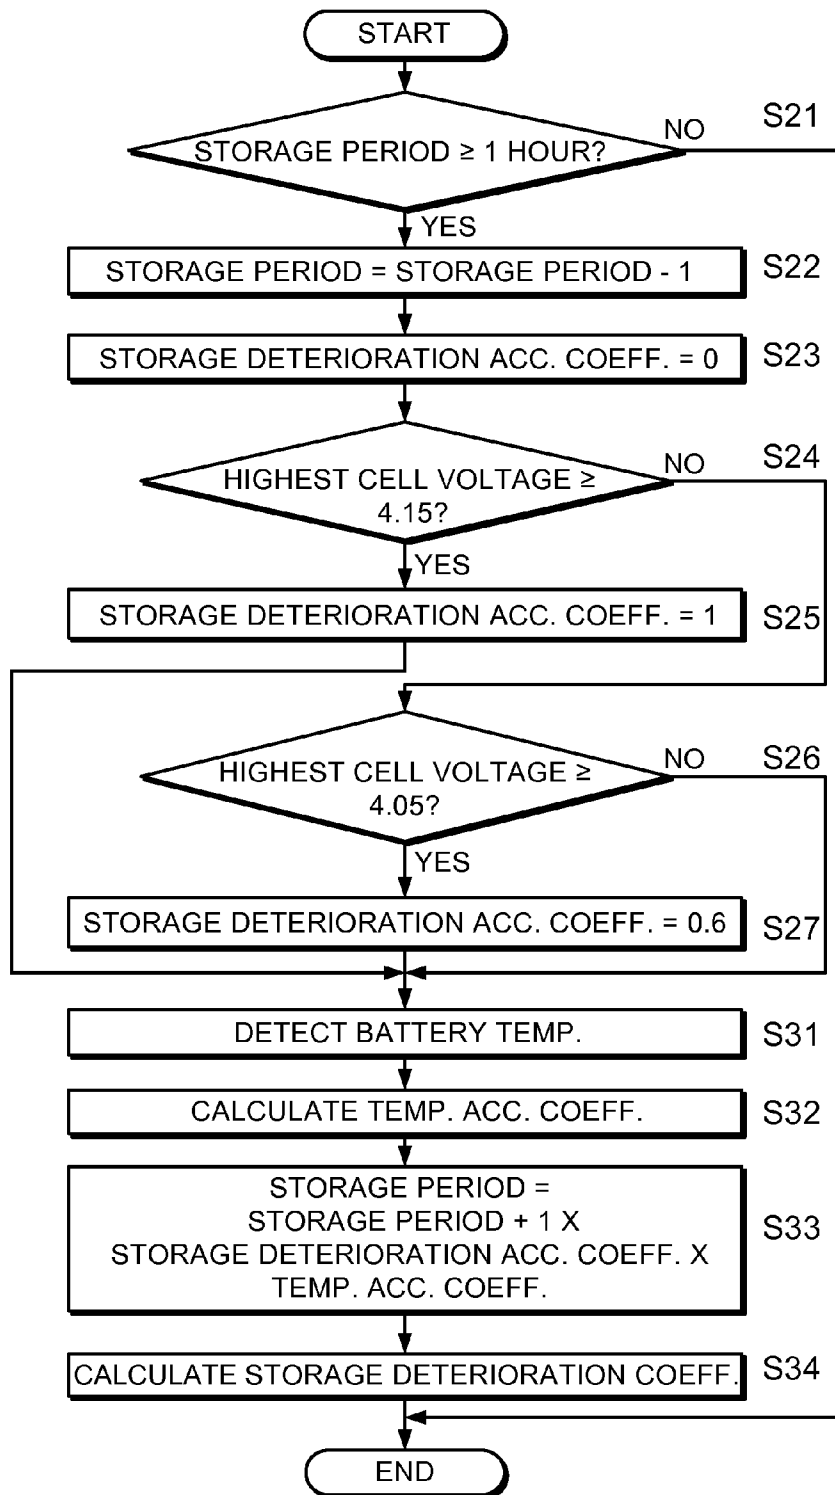 START
STORAGE PERIOD ≥ 1 HOUR?
NO
S21
YES
STORAGE PERIOD = STORAGE PERIOD - 1
S22
STORAGE DETERIORATION ACC. COEFF. = 0
S23
HIGHEST CELL VOLTAGE ≥
4.15?
NO
S24
YES
STORAGE DETERIORATION ACC. COEFF. = 1
S25
HIGHEST CELL VOLTAGE ≥
4.05?
NO
S26
YES
STORAGE DETERIORATION ACC. COEFF. = 0.6
S27
DETECT BATTERY TEMP.
S31
CALCULATE TEMP. ACC. COEFF.
S32
STORAGE PERIOD =
STORAGE PERIOD + 1 X
STORAGE DETERIORATION ACC. COEFF. X
TEMP. ACC. COEFF.
S33
CALCULATE STORAGE DETERIORATION COEFF.
S34
END